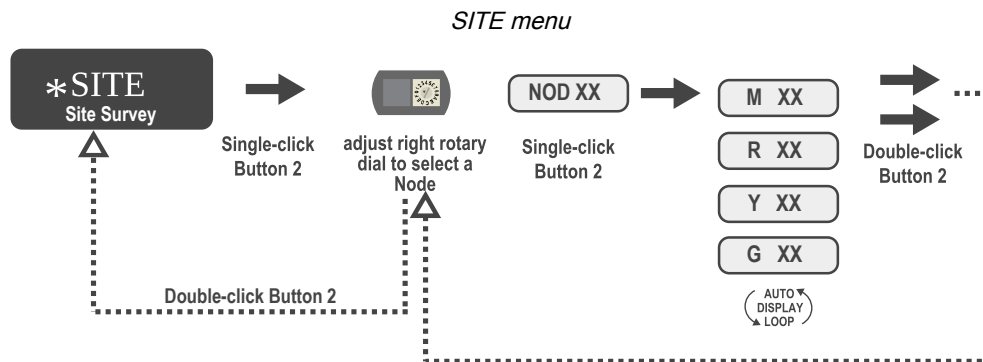 SITE menu
*SITE
Site Survey
Single-click
Button 2
adjust right rotary
dial to select a
Node
NOD XX
Single-click
Button 2
M XX
R XX
Y XX
G XX
AUTO
DISPLAY
LOOP
Double-click
Button 2
Double-click Button 2